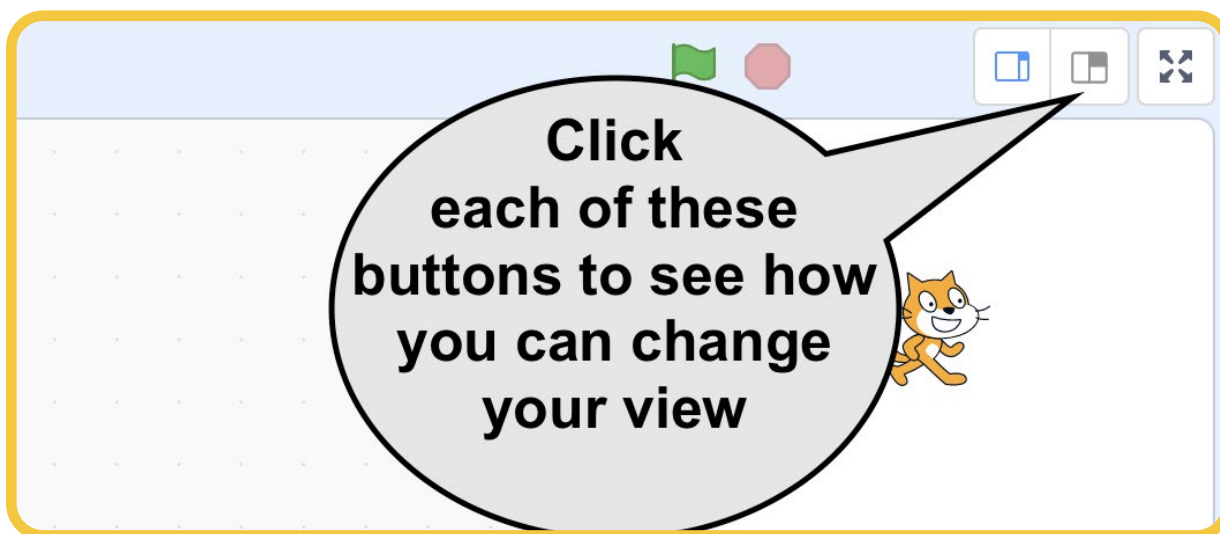 Click
each of these
buttons to see how
you can change
your view